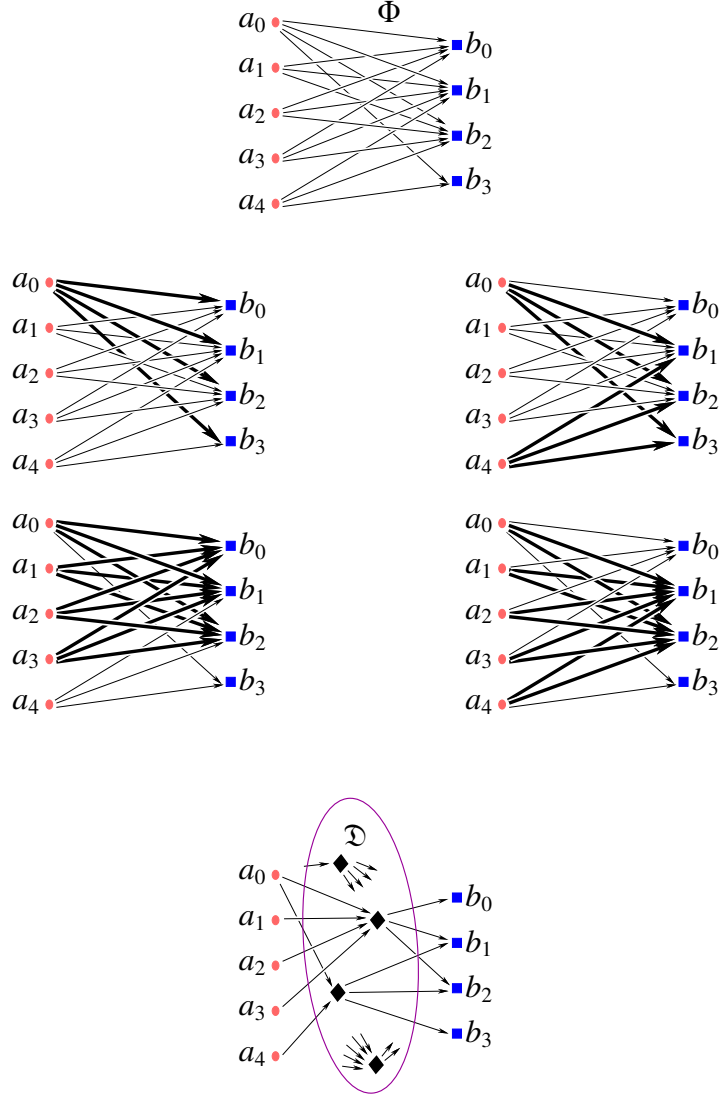 Φ
a₀
b₀
a₁
b₁
a₂
b₂
a₃
b₃
a₄
a₀
b₀
a₁
b₁
a₂
b₂
a₃
b₃
a₄
a₀
b₀
a₁
b₁
a₂
b₂
a₃
b₃
a₄
a₀
b₀
a₁
b₁
a₂
b₂
a₃
b₃
a₄
a₀
b₀
a₁
b₁
a₂
b₂
a₃
b₃
a₄
𝔇
a₀
b₀
a₁
b₁
a₂
b₂
a₃
b₃
a₄